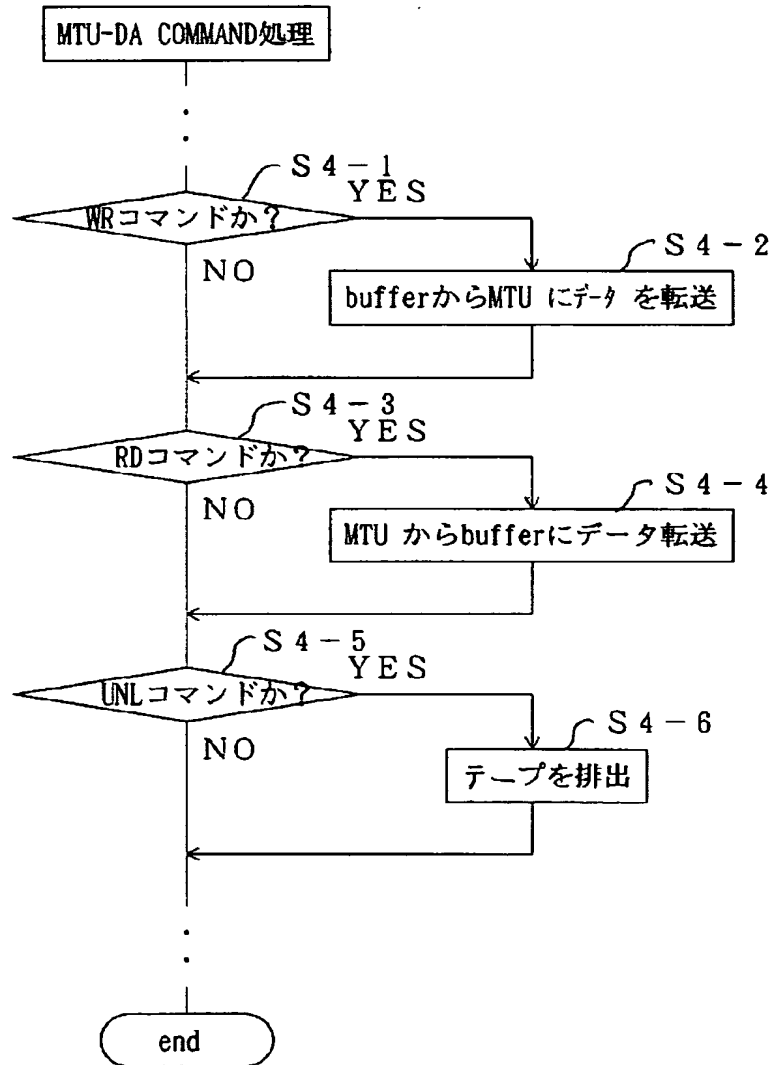 MTU-DA COMMAND処理
S4-1
YES
WRコマンドか?
S4-2
NO
bufferからMTU にデータ を転送
S4-3
YES
RDコマンドか?
S4-4
NO
MTU からbufferにデータ転送
S4-5
YES
UNLコマンドか?
S4-6
NO
テープを排出
end